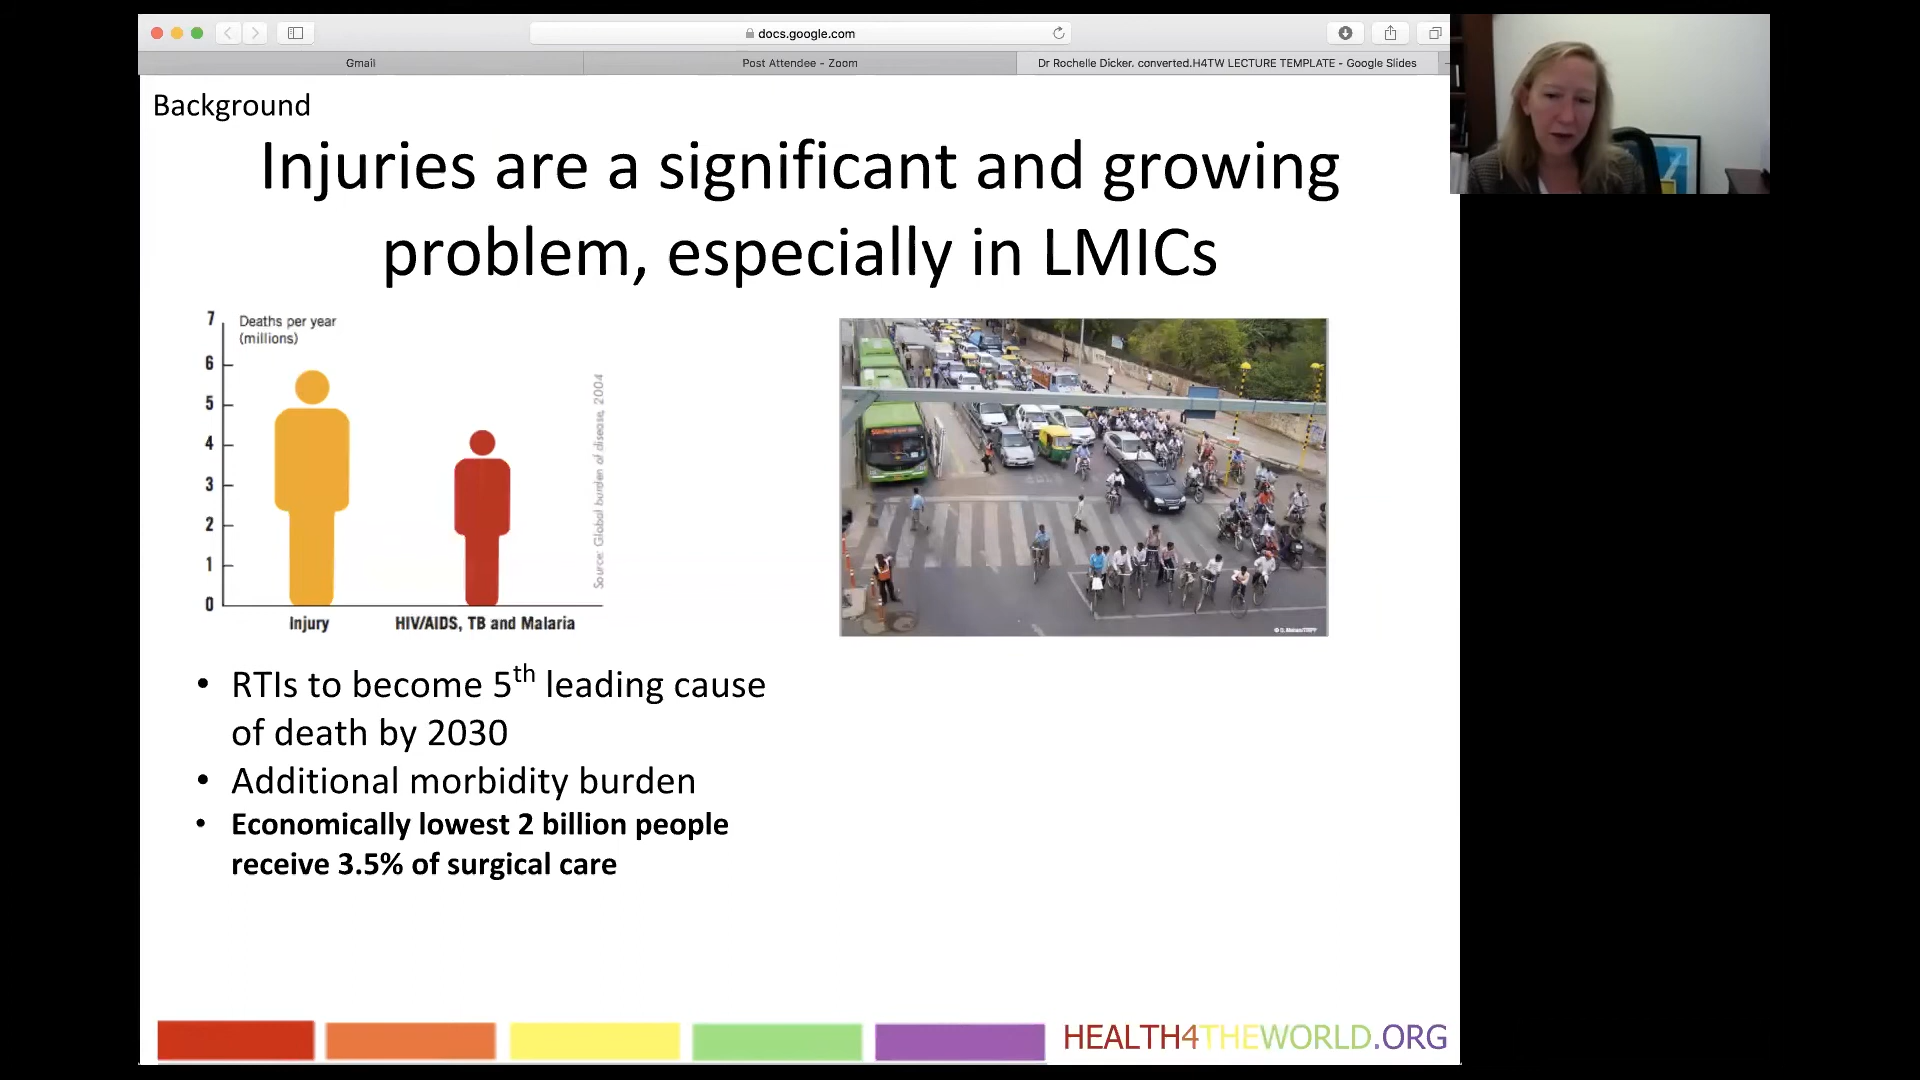 docs.google.com
Gmail
Post Attendee - Zoom
Dr Rochelle Dicker. converted.H4TW LECTURE TEMPLATE - Google Slides
Background
Injuries are a significant and growing
problem, especially in LMICs
7
Deaths per year
(millions)
6
5
4
3
2
1
0
Injury
HIV/AIDS, TB and Malaria
Source: Global burden of disease, 2004
• RTIs to become 5th leading cause
of death by 2030
• Additional morbidity burden
• Economically lowest 2 billion people
receive 3.5% of surgical care
HEALTH4THEWORLD.ORG